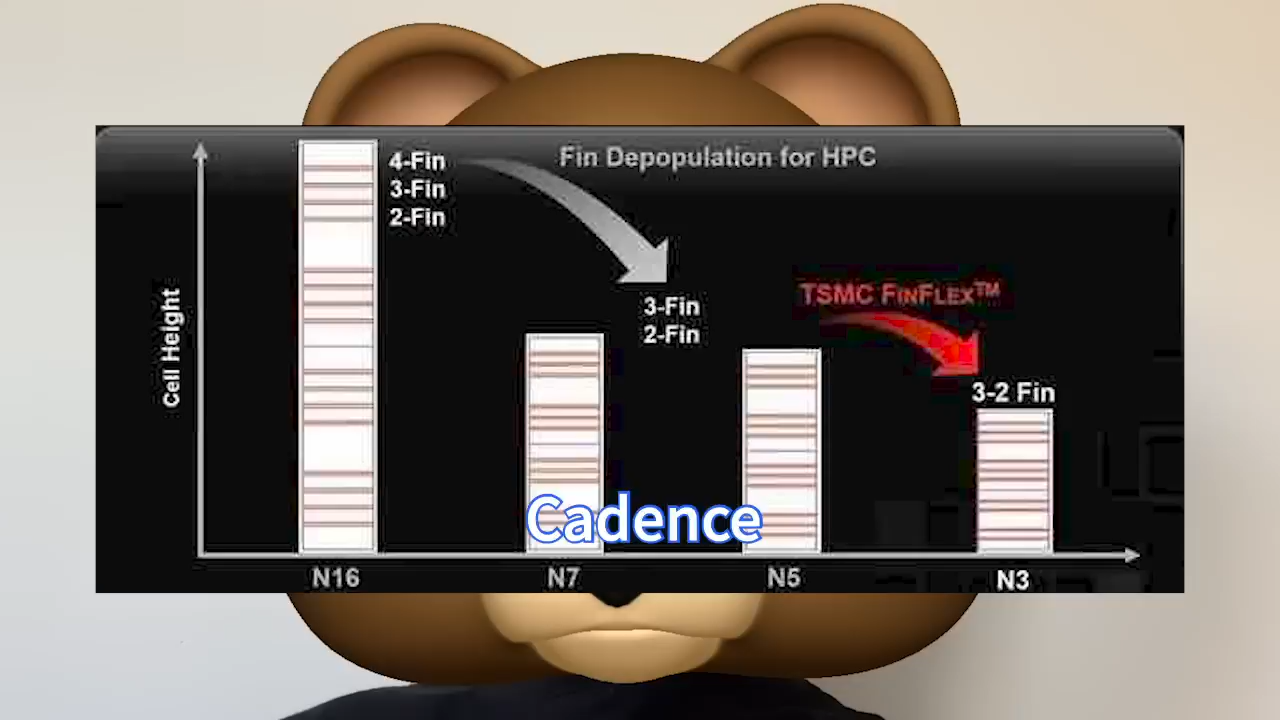 Fin Depopulation for HPC
4-Fin
3-Fin
2-Fin
Cell Height
3-Fin
2-Fin
TSMC FINFLEX™
3-2 Fin
Cadence
N16
N7
N5
N3